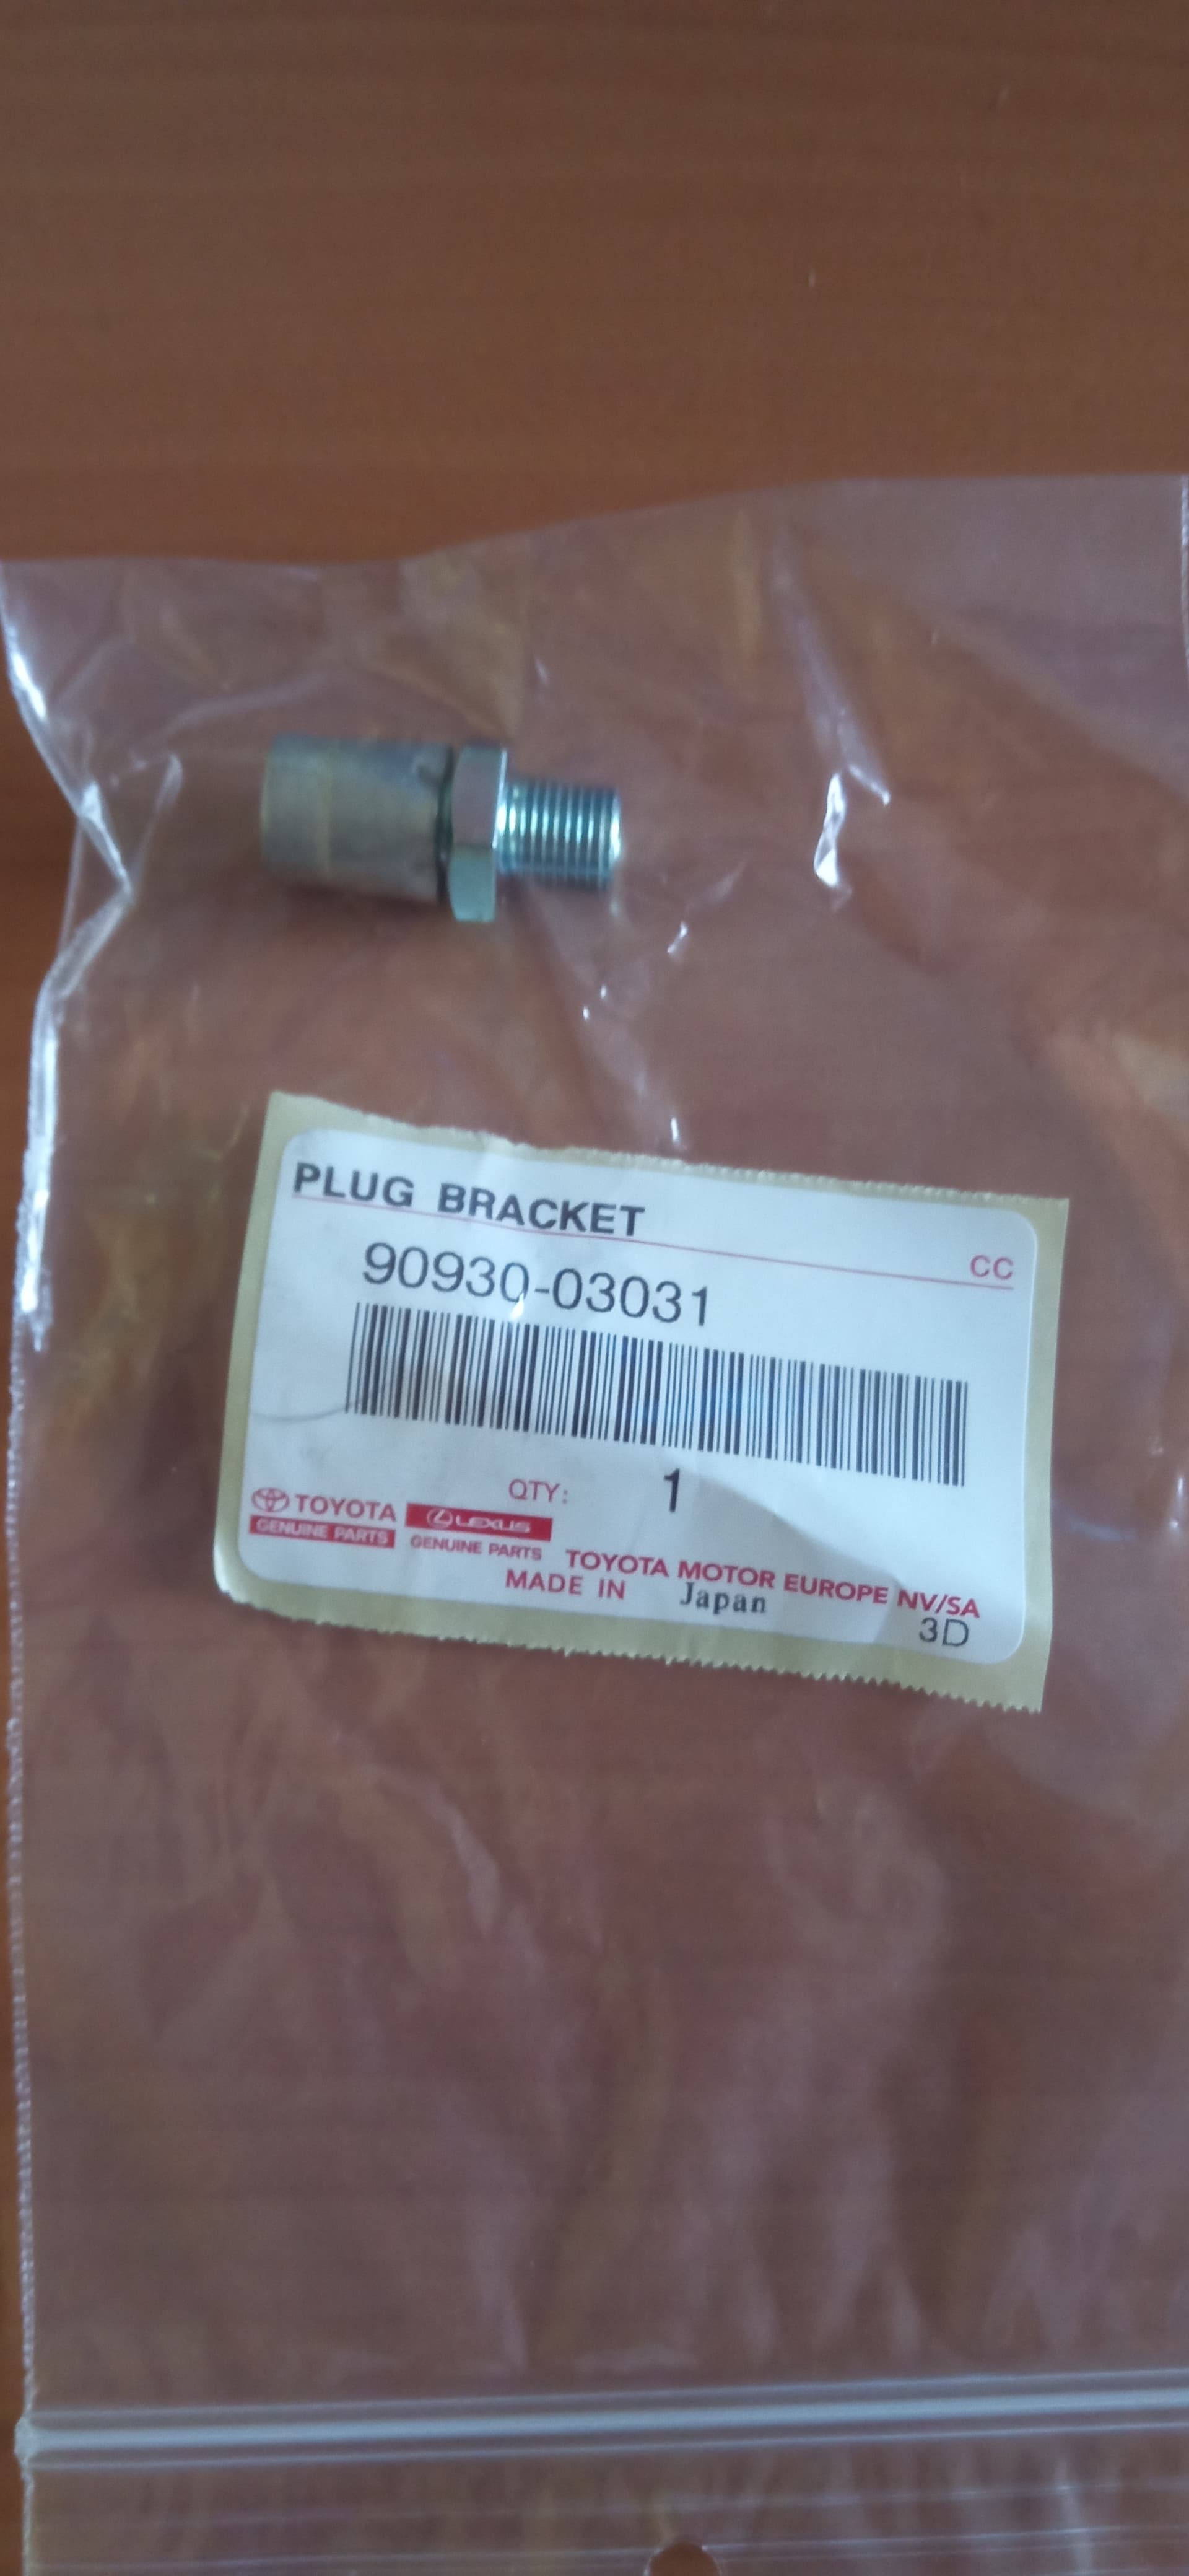 PLUG BRACKET
CC
90930-03031
QTY: 1
TOYOTA LEXUS
GENUINE PARTS GENUINE PARTS TOYOTA MOTOR EUROPE NV/SA
MADE IN Japan
3D